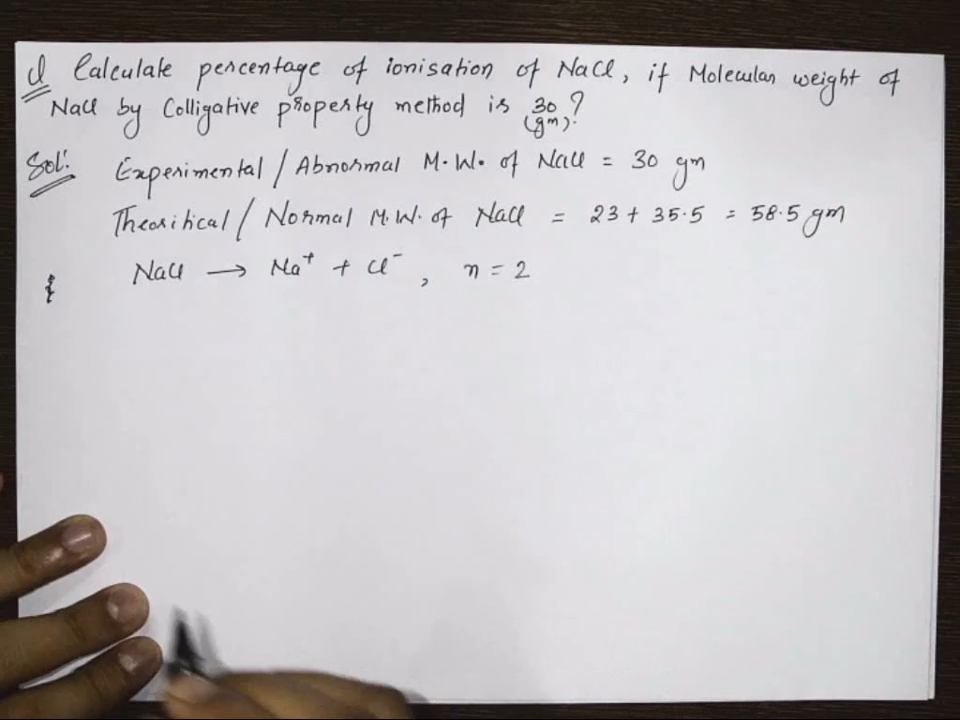 Q Calculate percentage of ionisation of NaCl, if Molecular weight of
NaCl by Colligative property method is 30 (gm)?
Sol:
Experimental / Abnormal M.W. of NaCl = 30 gm
Theoritical / Normal M.W. of NaCl = 23 + 35.5 = 58.5 gm
NaCl → Na⁺ + Cl⁻, n = 2